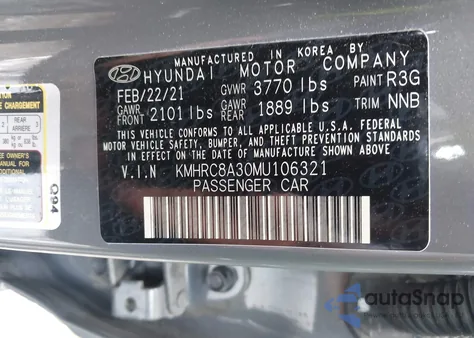 MANUFACTURED IN KOREA BY
HYUNDAI MOTOR COMPANY
FEB/22/21 GVWR 3770 lbs PAINT R3G
GAWR FRONT 2101 lbs GAWR REAR 1889 lbs TRIM NNB
THIS VEHICLE CONFORMS TO ALL APPLICABLE U.S.A. FEDERAL
MOTOR VEHICLE SAFETY, BUMPER, AND THEFT PREVENTION STANDARDS
IN EFFECT ON THE DATE OF MANUFACTURE SHOWN ABOVE.
V.I.N KMHRC8A30MU106321
PASSENGER CAR
REAR
ARRIERE
Q94
autoSnap